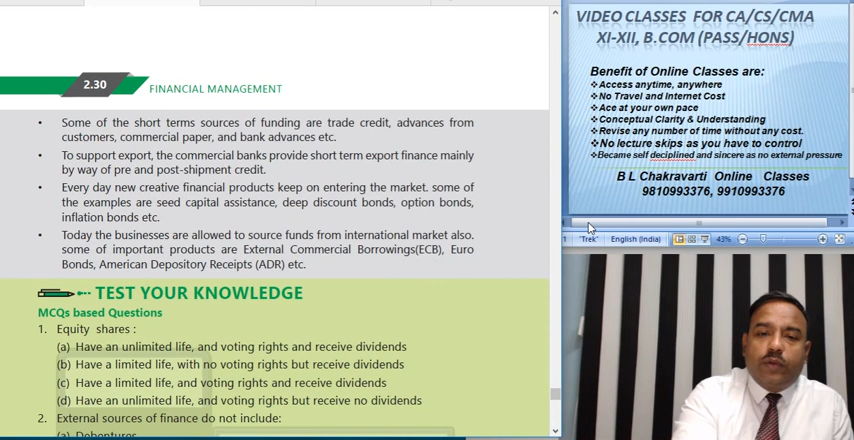 2.30
FINANCIAL MANAGEMENT
• Some of the short terms sources of funding are trade credit, advances from
customers, commercial paper, and bank advances etc.
• To support export, the commercial banks provide short term export finance mainly
by way of pre and post-shipment credit.
• Every day new creative financial products keep on entering the market. some of
the examples are seed capital assistance, deep discount bonds, option bonds,
inflation bonds etc.
• Today the businesses are allowed to source funds from international market also.
some of important products are External Commercial Borrowings(ECB), Euro
Bonds, American Depository Receipts (ADR) etc.
TEST YOUR KNOWLEDGE
MCQs based Questions
1. Equity shares :
(a) Have an unlimited life, and voting rights and receive dividends
(b) Have a limited life, with no voting rights but receive dividends
(c) Have a limited life, and voting rights and receive dividends
(d) Have an unlimited life, and voting rights but receive no dividends
2. External sources of finance do not include:
(a) Debentures
VIDEO CLASSES FOR CA/CS/CMA
XI-XII, B.COM (PASS/HONS)
Benefit of Online Classes are:
❖Access anytime, anywhere
❖No Travel and Internet Cost
❖Ace at your own pace
❖Conceptual Clarity & Understanding
❖Revise any number of time without any cost.
❖No lecture skips as you have to control
❖Became self deciplined and sincere as no external pressure
B L Chakravarti Online Classes
9810993376, 9910993376
1 "Trek" English (India) 43%